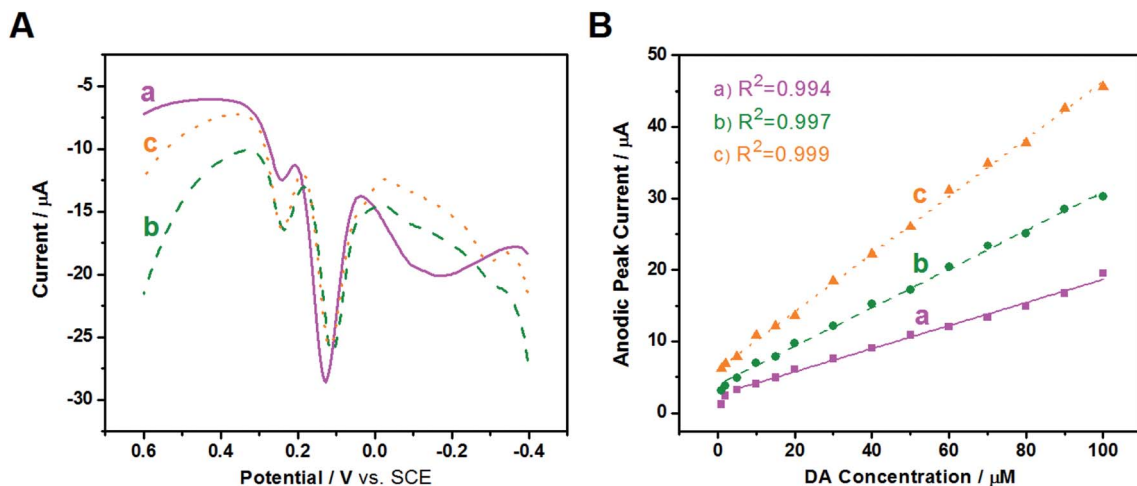 A
-5
-10
-15
-20
-25
-30
Current / μA
a
c
b
0.6
0.4
0.2
0.0
-0.2
-0.4
Potential / V vs. SCE
B
50
40
30
20
10
0
Anodic Peak Current / μA
a) R²=0.994
b) R²=0.997
c) R²=0.999
c
b
a
0
20
40
60
80
100
DA Concentration / μM